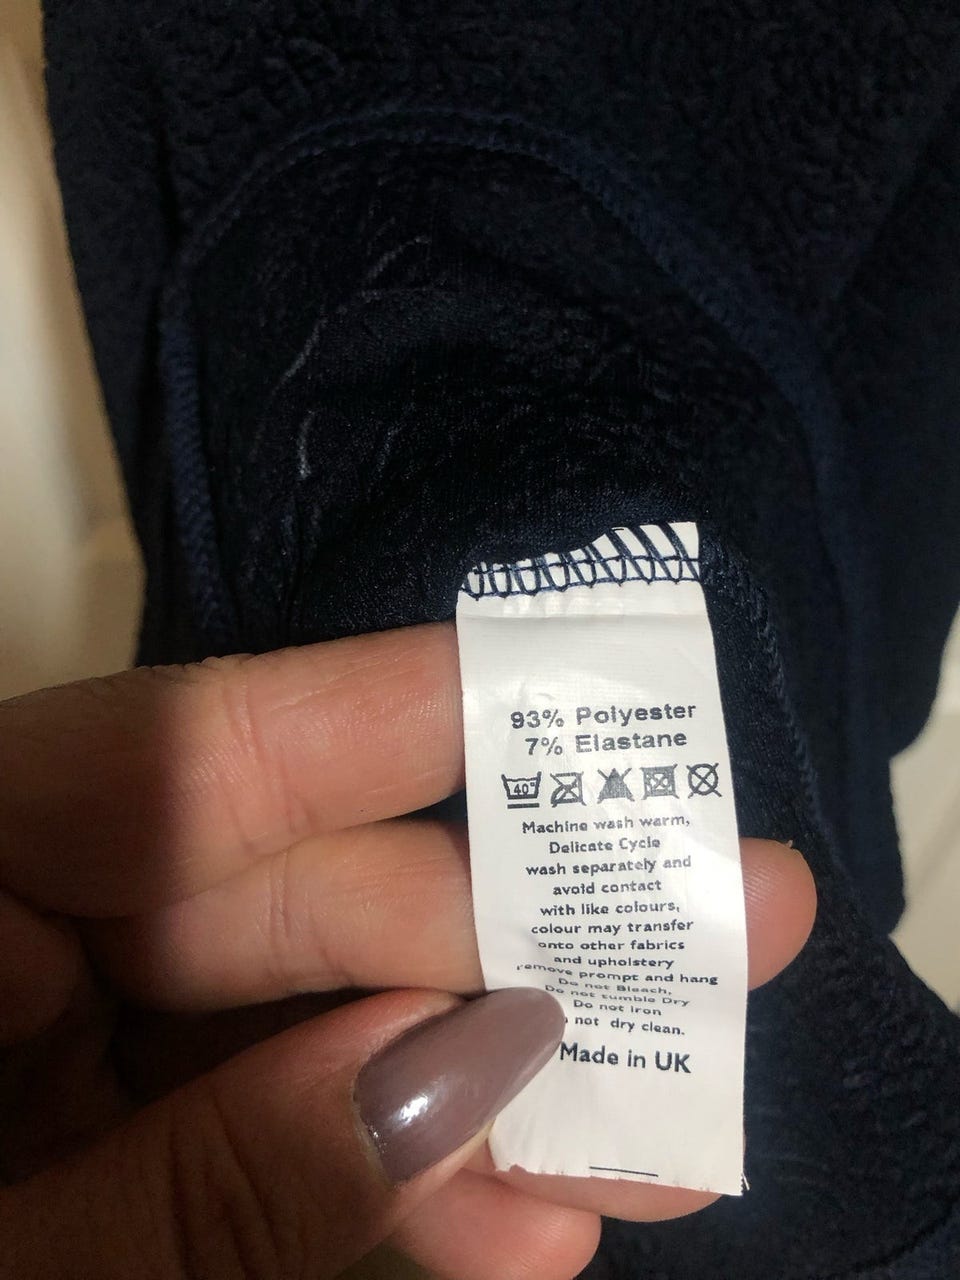 93% Polyester
7% Elastane
40°
Machine wash warm,
Delicate Cycle
wash separately and
avoid contact
with like colours,
colour may transfer
onto other fabrics
and upholstery
remove prompt and hang
Do not Bleach,
Do not tumble Dry
Do not iron
not dry clean.
Made in UK